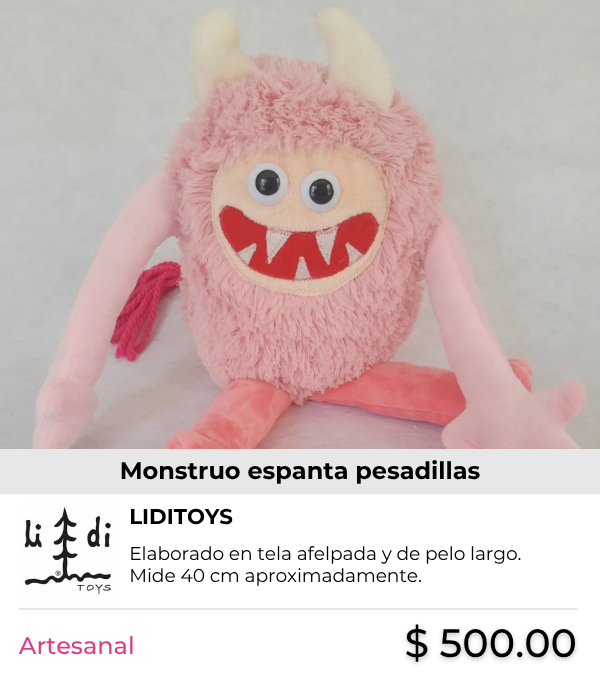 Monstruo espanta pesadillas
li di
TOYS
LIDITOYS
Elaborado en tela afelpada y de pelo largo.
Mide 40 cm aproximadamente.
Artesanal
$ 500.00